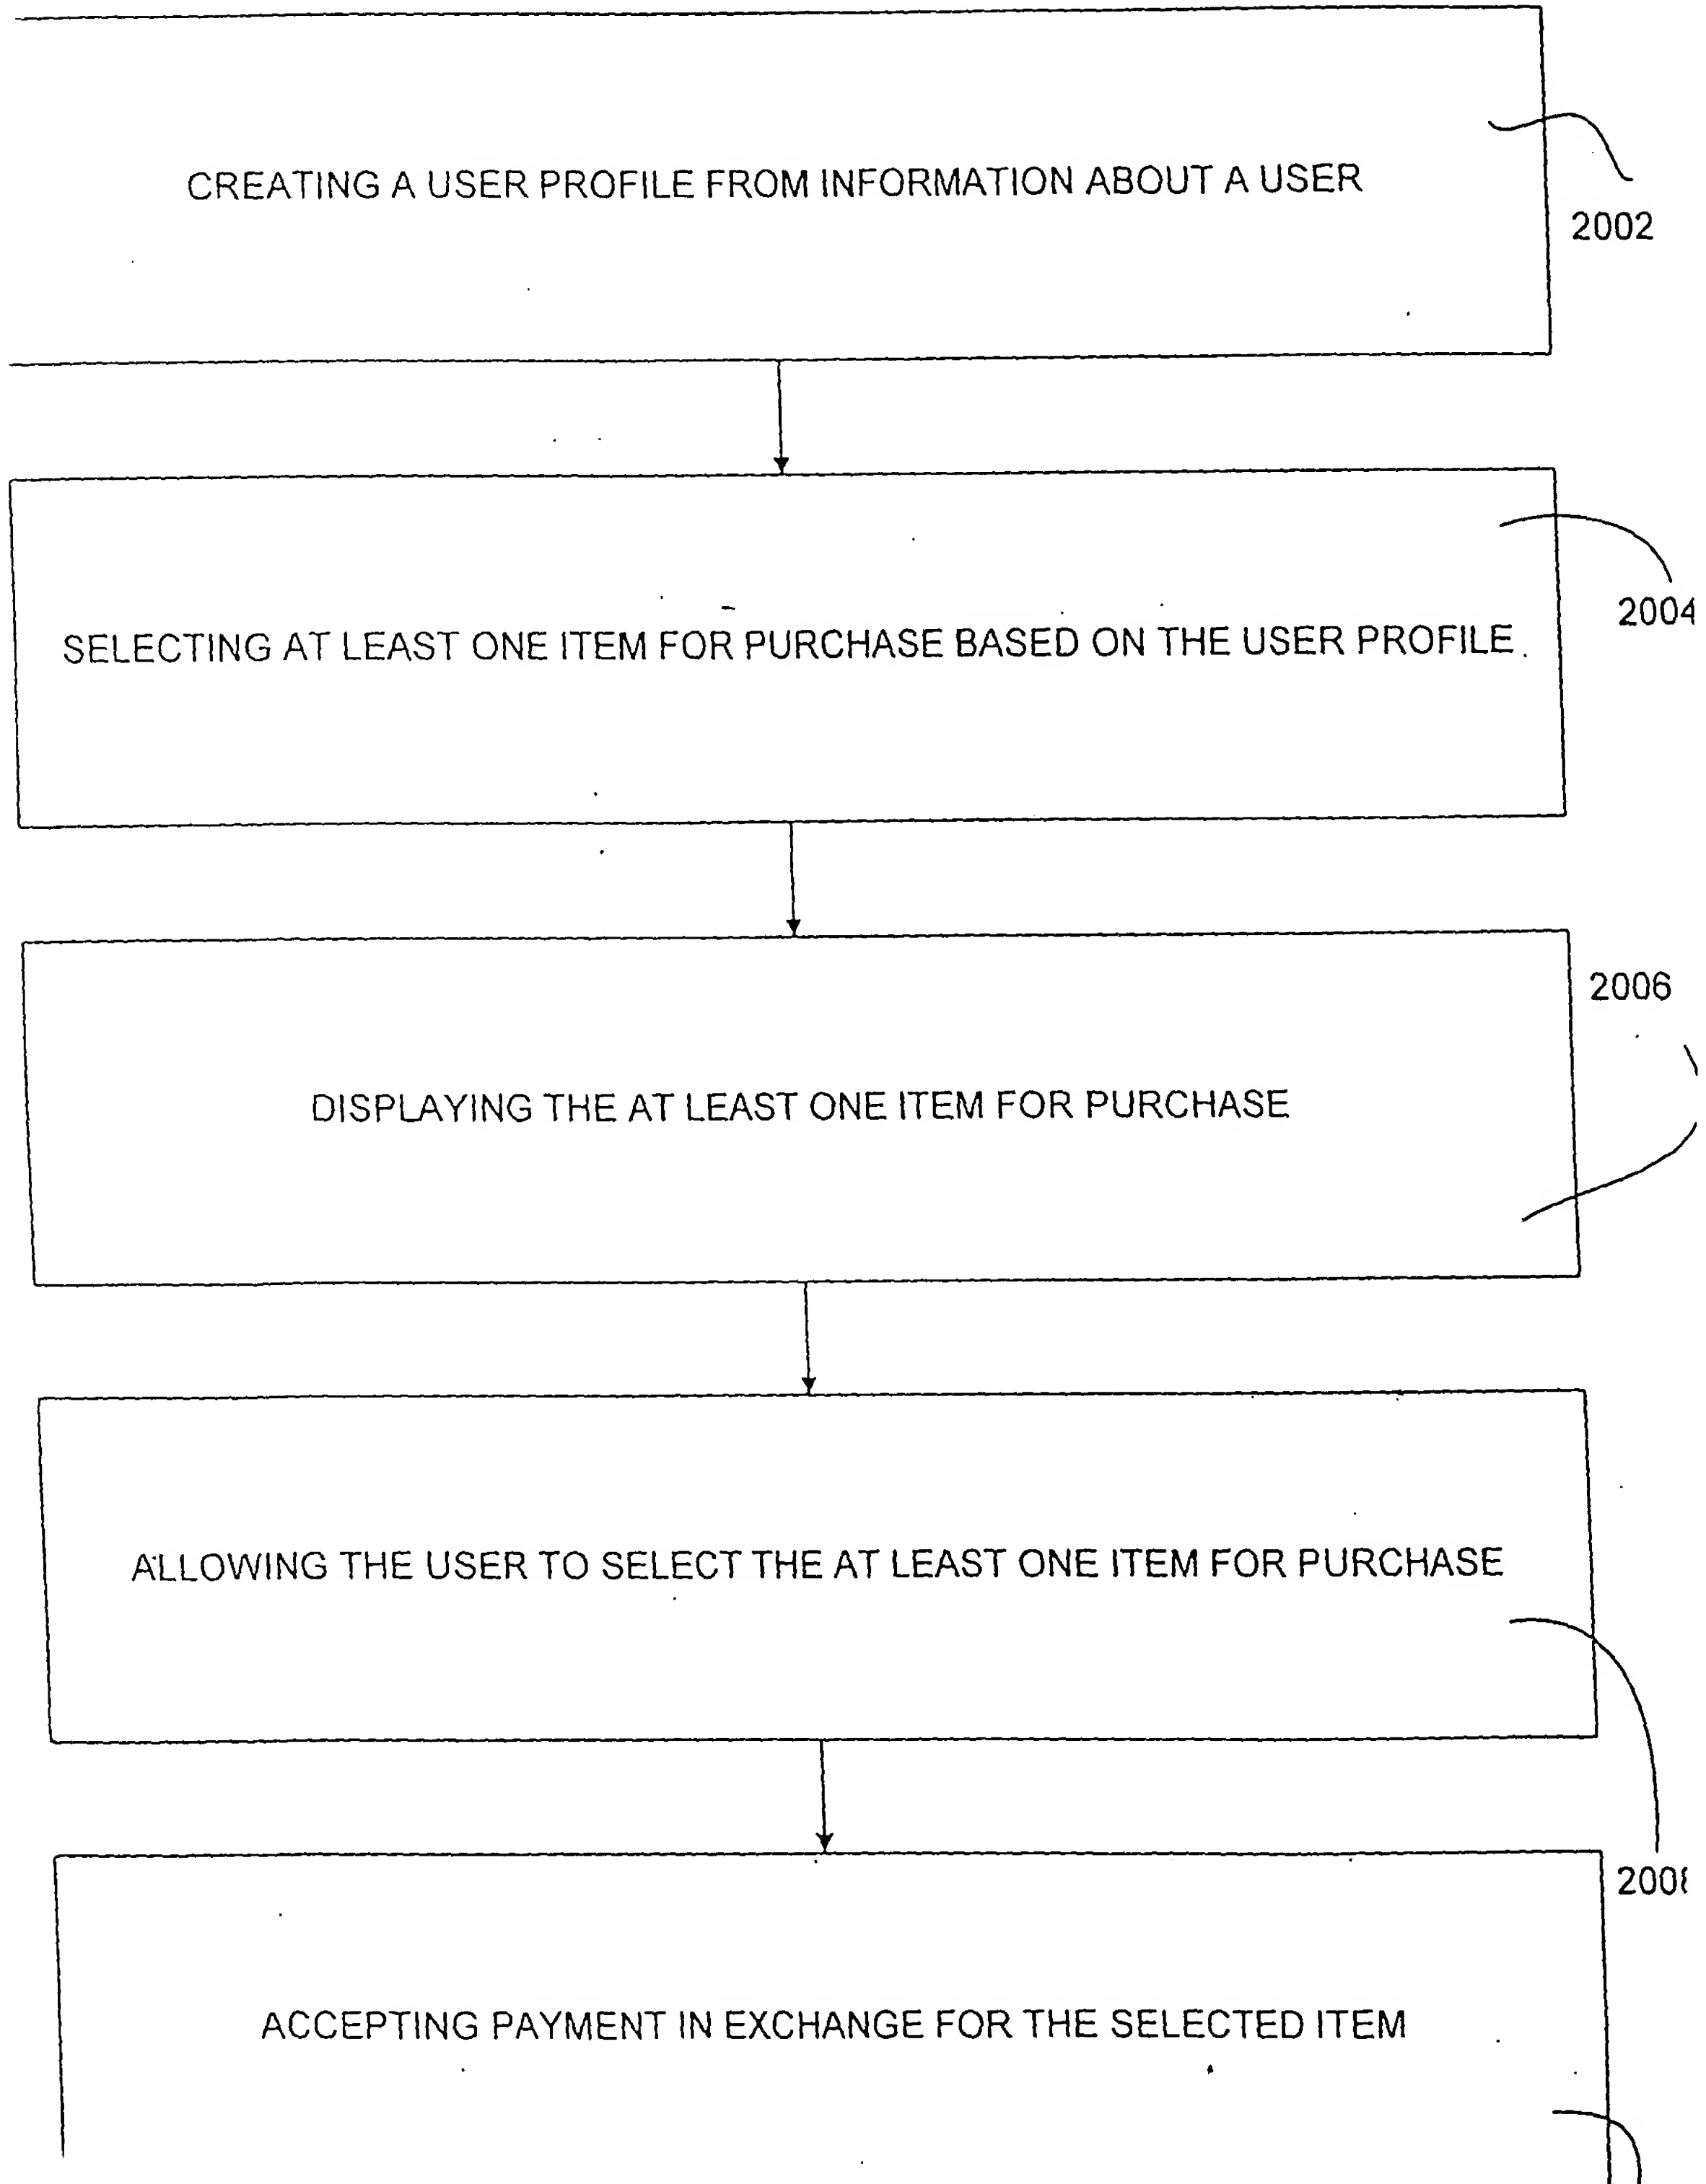 CREATING A USER PROFILE FROM INFORMATION ABOUT A USER
2002
2004
SELECTING AT LEAST ONE ITEM FOR PURCHASE BASED ON THE USER PROFILE
2006
DISPLAYING THE AT LEAST ONE ITEM FOR PURCHASE
ALLOWING THE USER TO SELECT THE AT LEAST ONE ITEM FOR PURCHASE
ACCEPTING PAYMENT IN EXCHANGE FOR THE SELECTED ITEM